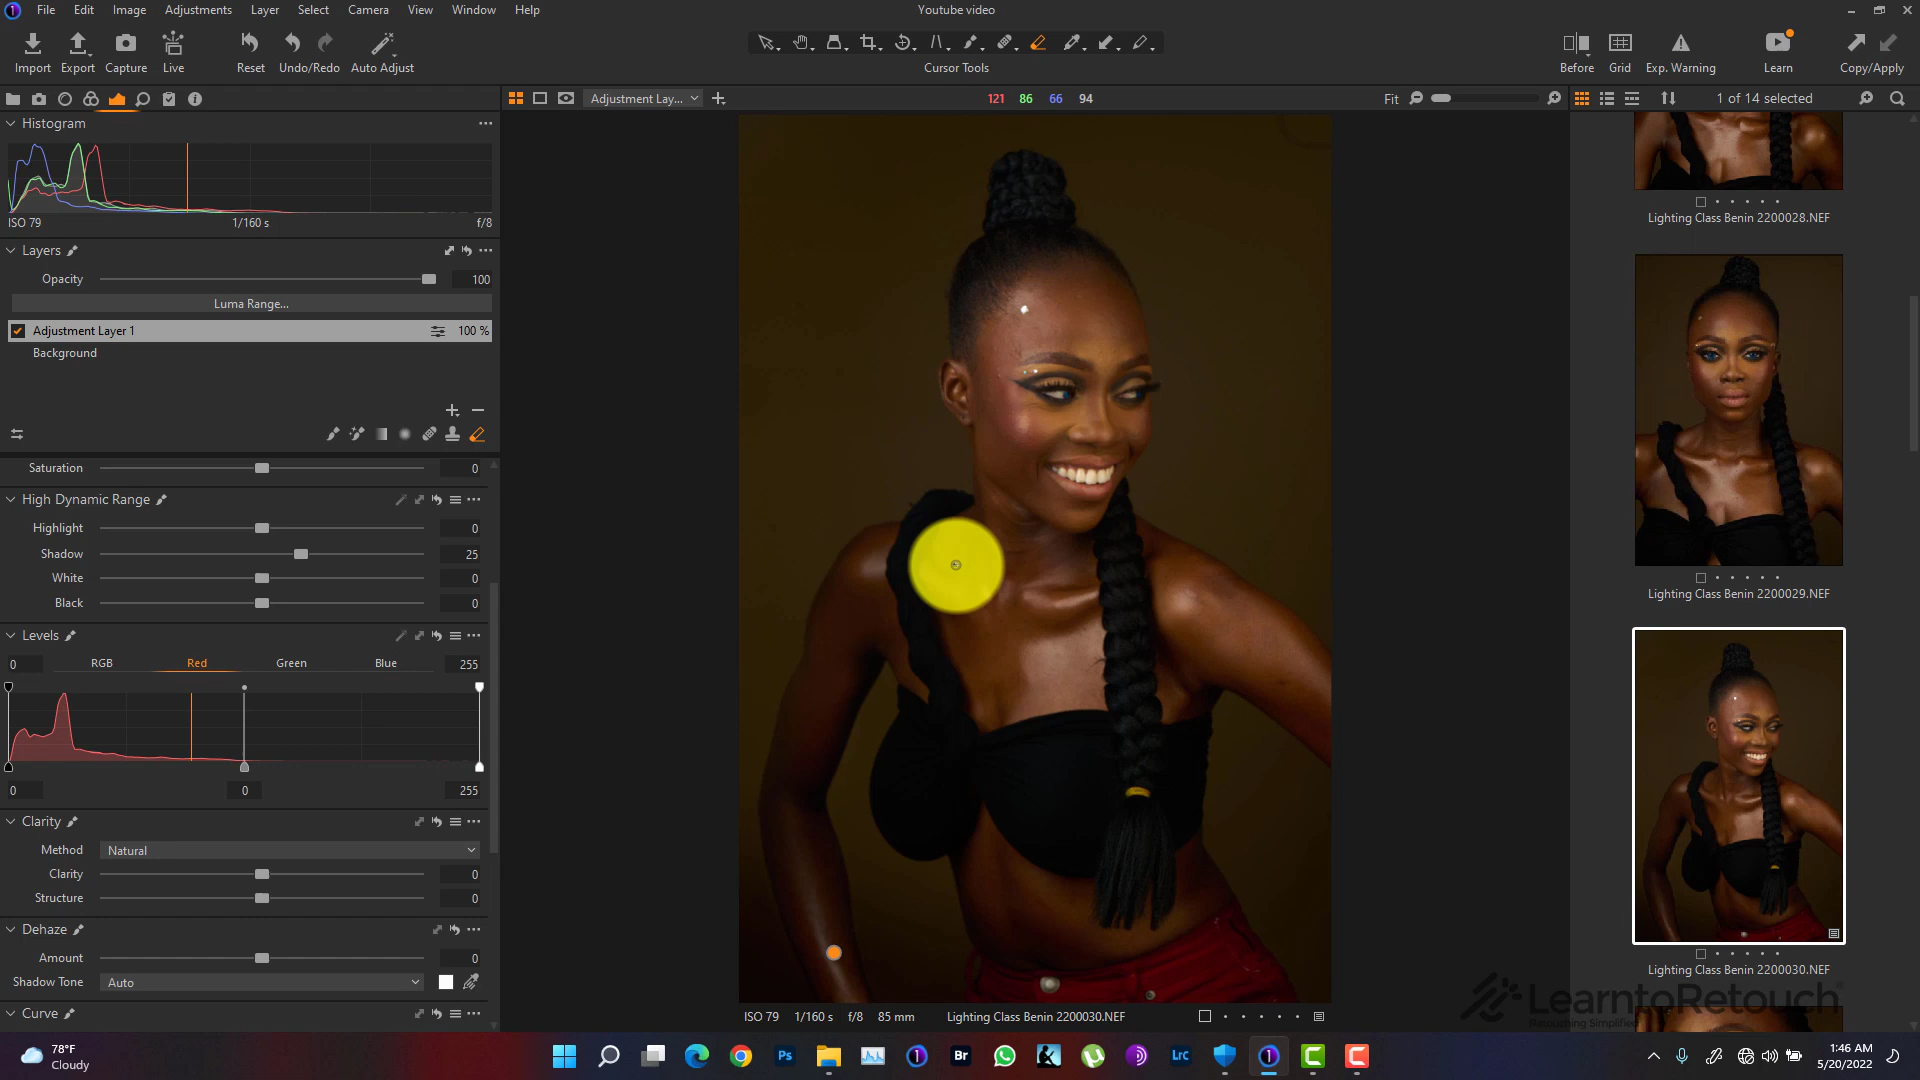 File Edit Image Adjustments Layer Select Camera View Window Help
Youtube video
Import Export Capture Live Reset Undo/Redo Auto Adjust
Cursor Tools
Before Grid Exp. Warning Learn Copy/Apply
Adjustment Lay...
121 86 66 94
Fit
1 of 14 selected
Histogram
ISO 79 1/160 s f/8
Layers
Opacity 100
Luma Range...
Adjustment Layer 1 100 %
Background
Saturation 0
High Dynamic Range
Highlight 0
Shadow 25
White 0
Black 0
Levels
0 RGB Red Green Blue 255
0 0 255
Clarity
Method Natural
Clarity 0
Structure 0
Dehaze
Amount 0
Shadow Tone Auto
Curve
ISO 79 1/160 s f/8 85 mm Lighting Class Benin 2200030.NEF
Lighting Class Benin 2200028.NEF
Lighting Class Benin 2200029.NEF
Lighting Class Benin 2200030.NEF
LearntoRetouch
Retouching Simplified
78°F
Cloudy
Ps
Br
Lrc
1:46 AM
5/20/2022